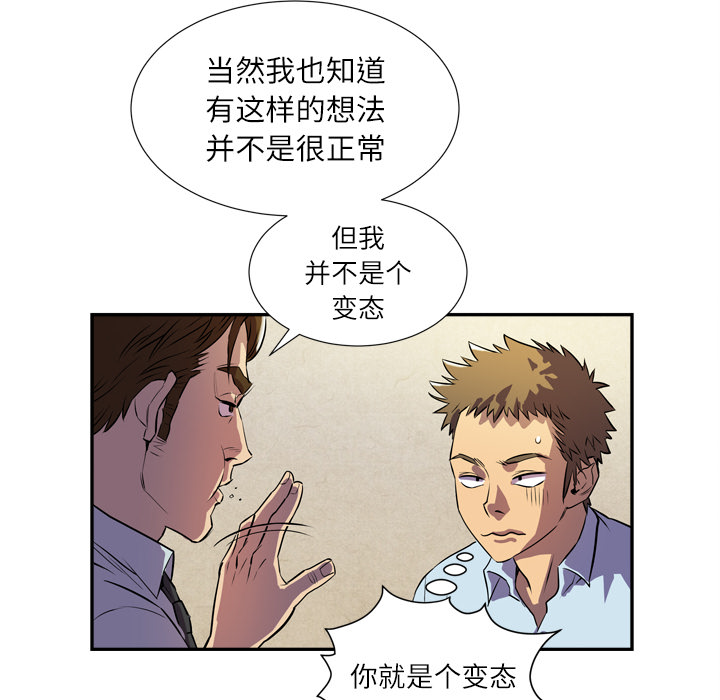 当然我也知道
有这样的想法
并不是很正常
但我
并不是个
变态
你就是个变态